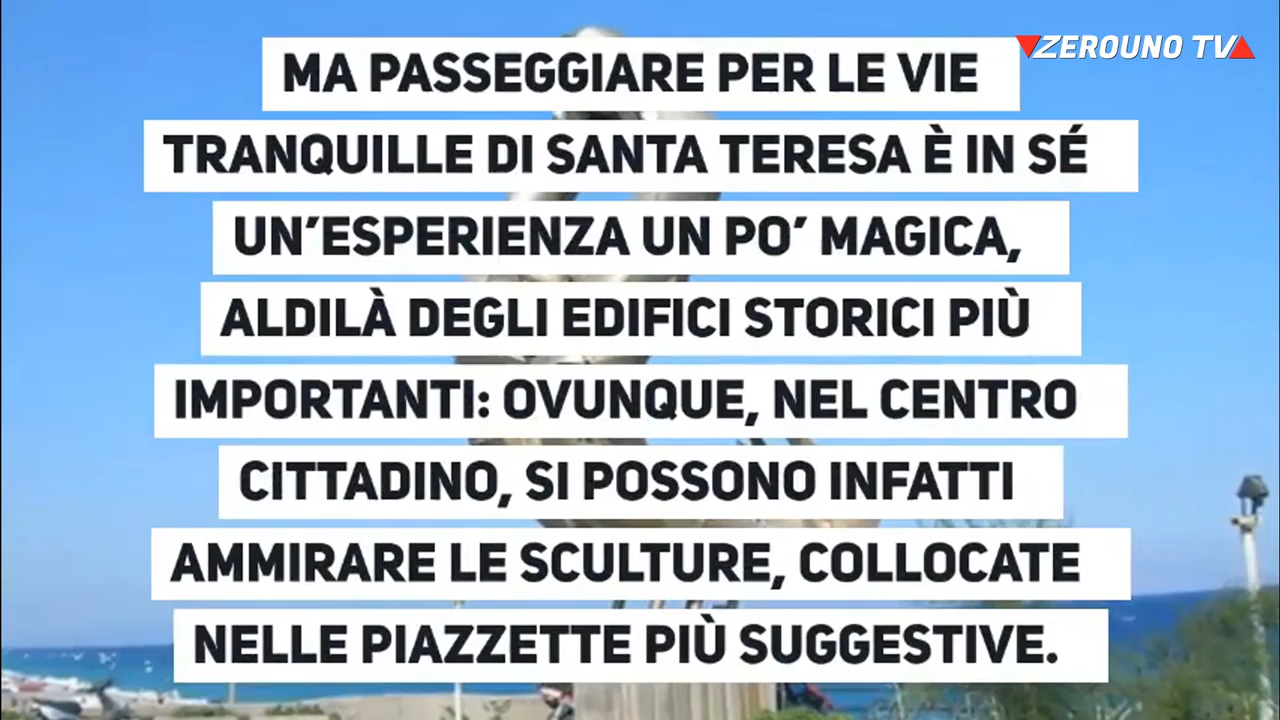 ZEROUNO TV
MA PASSEGGIARE PER LE VIE
TRANQUILLE DI SANTA TERESA È IN SÉ
UN'ESPERIENZA UN PO' MAGICA,
ALDILÀ DEGLI EDIFICI STORICI PIÙ
IMPORTANTI: OVUNQUE, NEL CENTRO
CITTADINO, SI POSSONO INFATTI
AMMIRARE LE SCULTURE, COLLOCATE
NELLE PIAZZETTE PIÙ SUGGESTIVE.